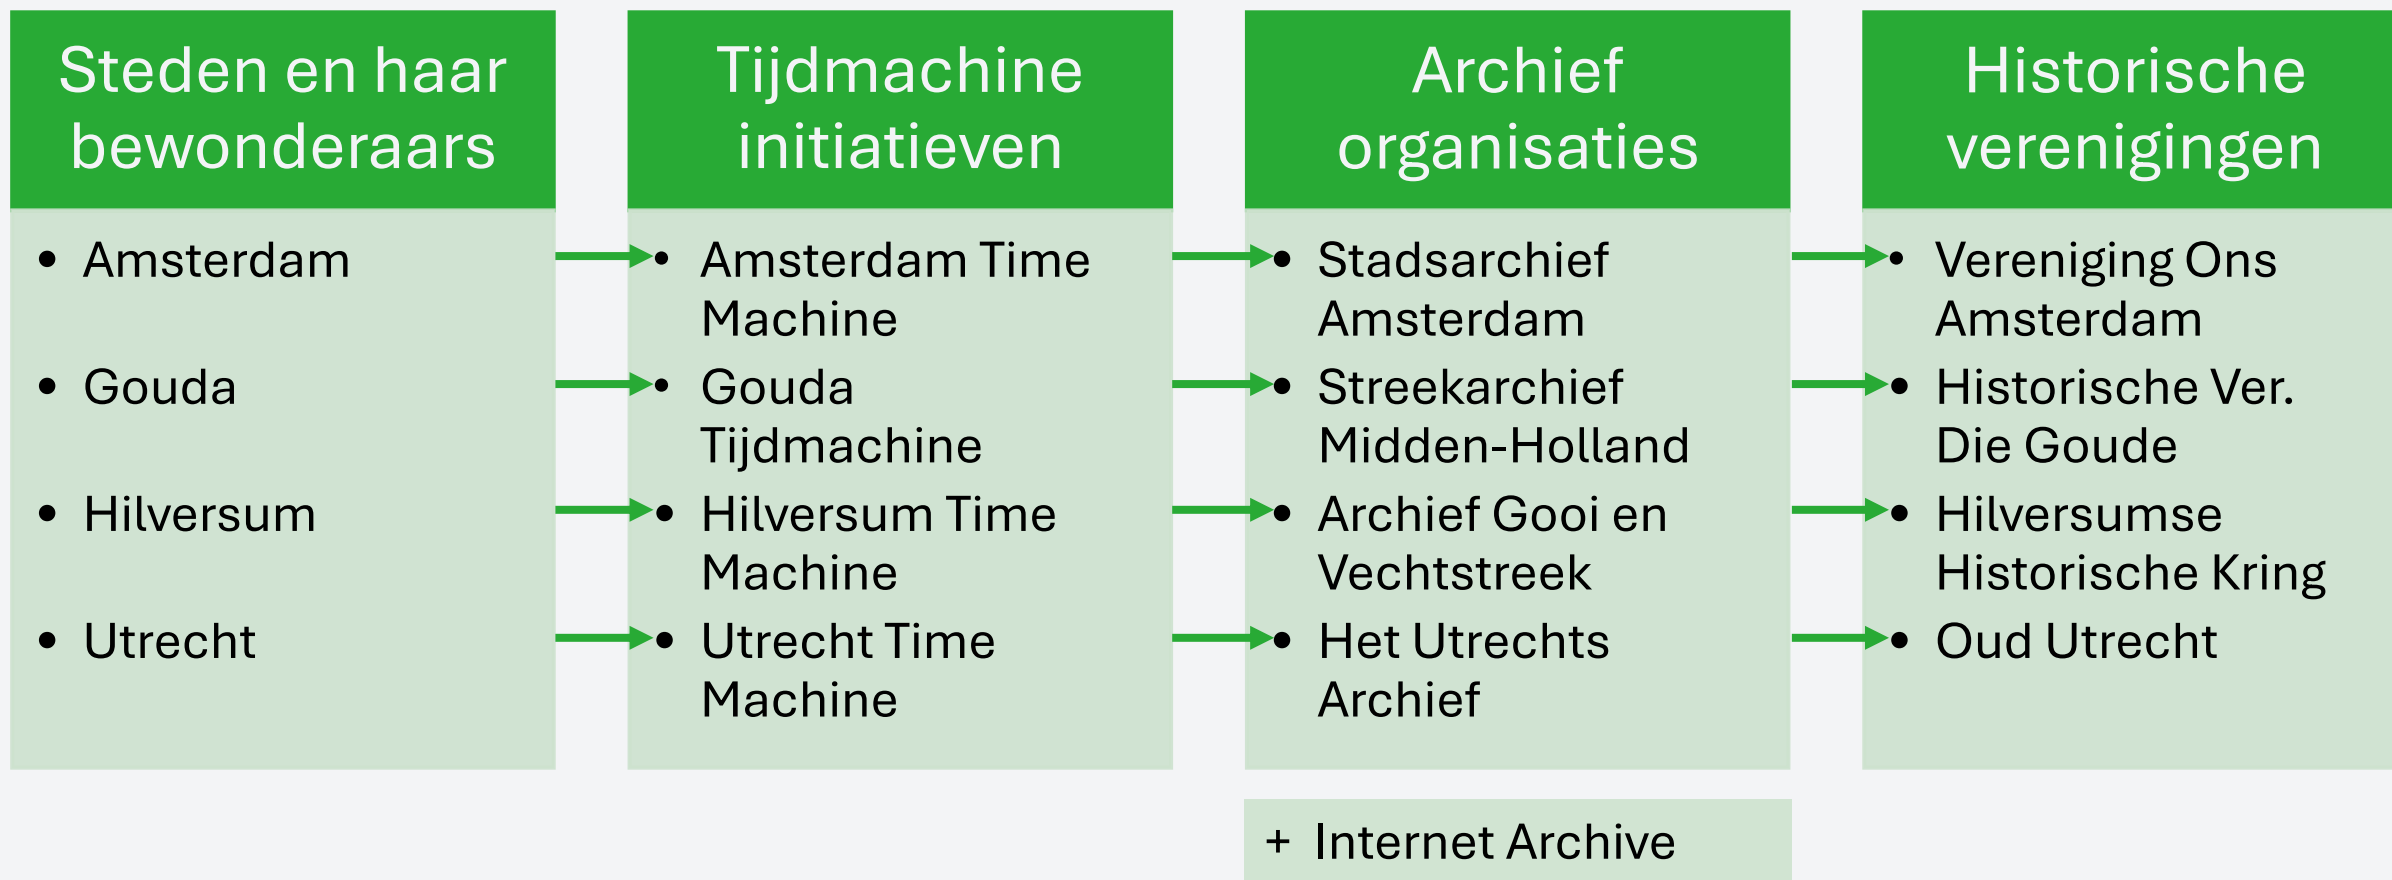 Steden en haar
bewonderaars
• Amsterdam
• Gouda
• Hilversum
• Utrecht
Tijdmachine
initiatieven
• Amsterdam Time
Machine
• Gouda
Tijdmachine
• Hilversum Time
Machine
• Utrecht Time
Machine
Archief
organisaties
• Stadsarchief
Amsterdam
• Streekarchief
Midden-Holland
• Archief Gooi en
Vechtstreek
• Het Utrechts
Archief
+ Internet Archive
Historische
verenigingen
• Vereniging Ons
Amsterdam
• Historische Ver.
Die Goude
• Hilversumse
Historische Kring
• Oud Utrecht